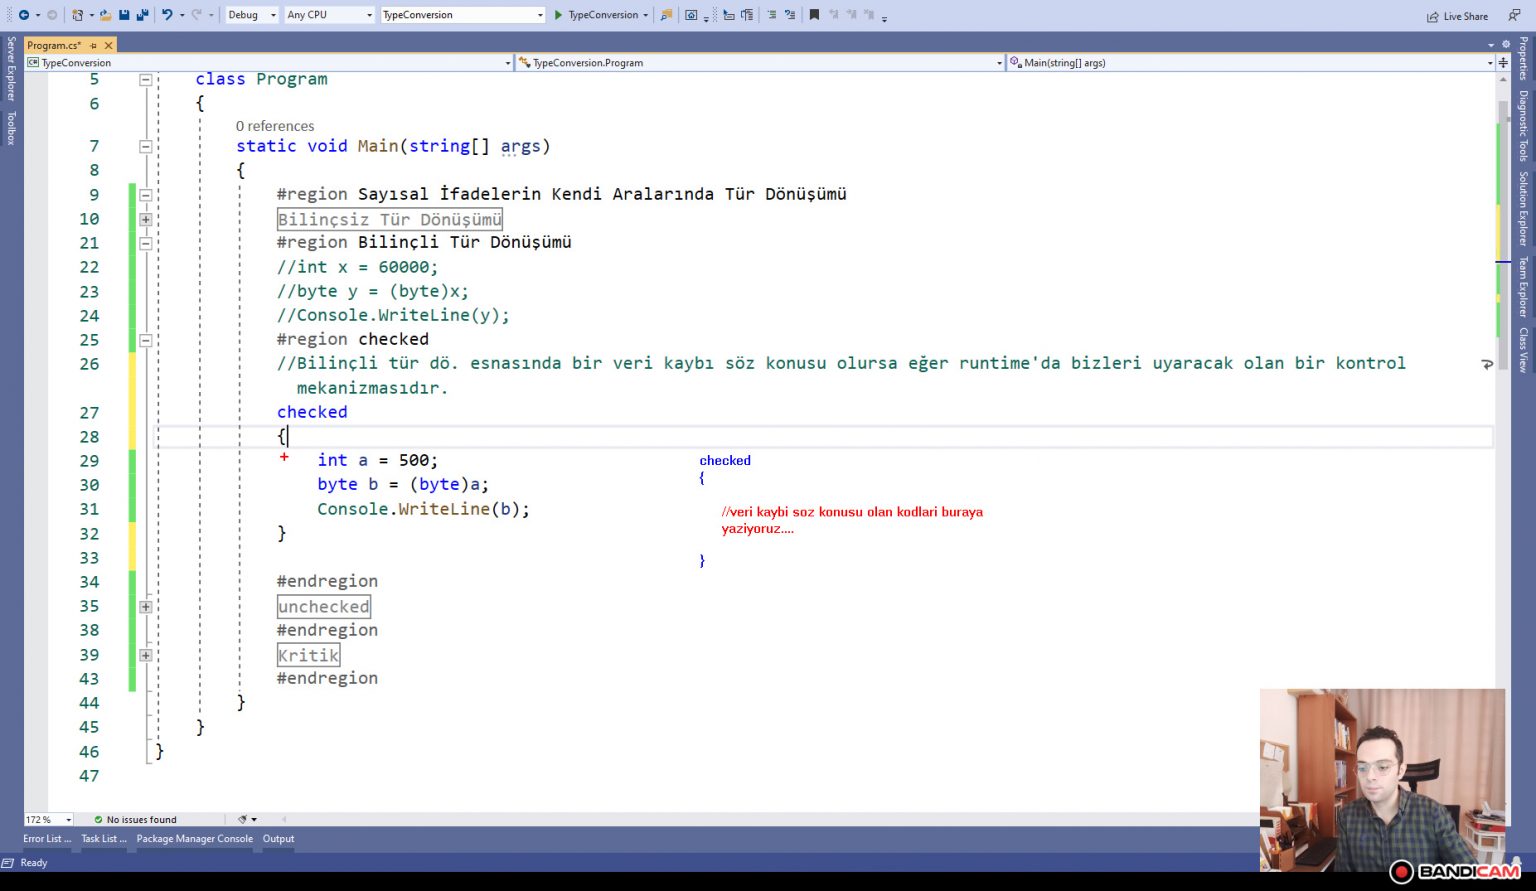 Debug
Any CPU
TypeConversion
TypeConversion
Live Share
Program.cs*
TypeConversion
TypeConversion.Program
Main(string[] args)
Server Explorer
Toolbox
Properties
Diagnostic Tools
Solution Explorer
Team Explorer
Class View
5 class Program
6 {
0 references
7 static void Main(string[] args)
8 {
9 #region Sayısal İfadelerin Kendi Aralarında Tür Dönüşümü
10 Bilinçsiz Tür Dönüşümü
21 #region Bilinçli Tür Dönüşümü
22 //int x = 60000;
23 //byte y = (byte)x;
24 //Console.WriteLine(y);
25 #region checked
26 //Bilinçli tür dö. esnasında bir veri kaybı söz konusu olursa eğer runtime'da bizleri uyaracak olan bir kontrol
mekanizmasıdır.
27 checked
28 {
29 int a = 500;
30 byte b = (byte)a;
31 Console.WriteLine(b);
32 }
33
34 #endregion
35 unchecked
38 #endregion
39 Kritik
43 #endregion
44 }
45 }
46 }
47
checked
{
//veri kaybi soz konusu olan kodlari buraya
yaziyoruz....
}
172 %
No issues found
Error List ...
Task List ...
Package Manager Console
Output
Ready
BANDICAM